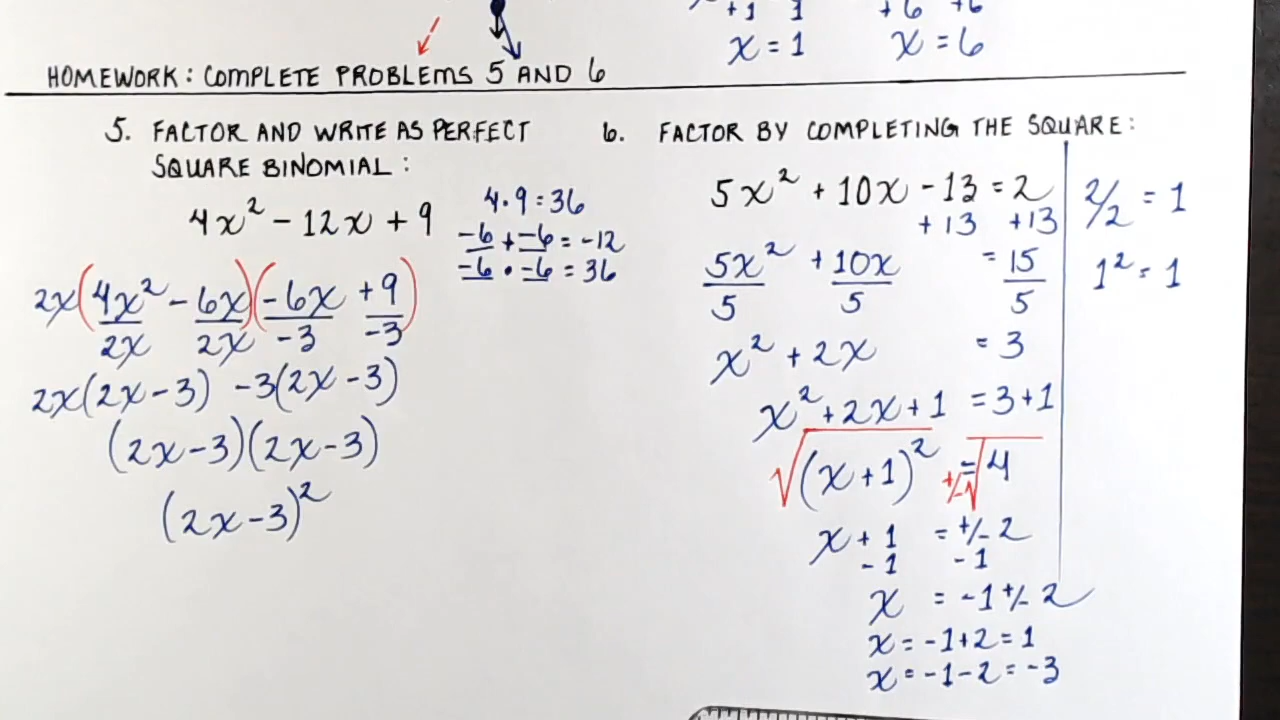 +1 1 +6 +6
x = 1 x = 6
HOMEWORK: COMPLETE PROBLEMS 5 AND 6
5. FACTOR AND WRITE AS PERFECT
SQUARE BINOMIAL:
4x² - 12x + 9
4 · 9 = 36
-6 + -6 = -12
-6 · -6 = 36
2x(4x²/2x - 6x/2x)(-6x/-3 +9/-3)
2x(2x - 3) -3(2x - 3)
(2x - 3)(2x - 3)
(2x - 3)²
6. FACTOR BY COMPLETING THE SQUARE:
5x² + 10x - 13 = 2
+13 +13
5x²/5 + 10x/5 = 15/5
x² + 2x = 3
x² + 2x + 1 = 3 + 1
√(x + 1)² = +/- √4
x + 1 = +/- 2
-1 -1
x = -1 +/- 2
x = -1 + 2 = 1
x = -1 - 2 = -3
2/2 = 1
1² = 1